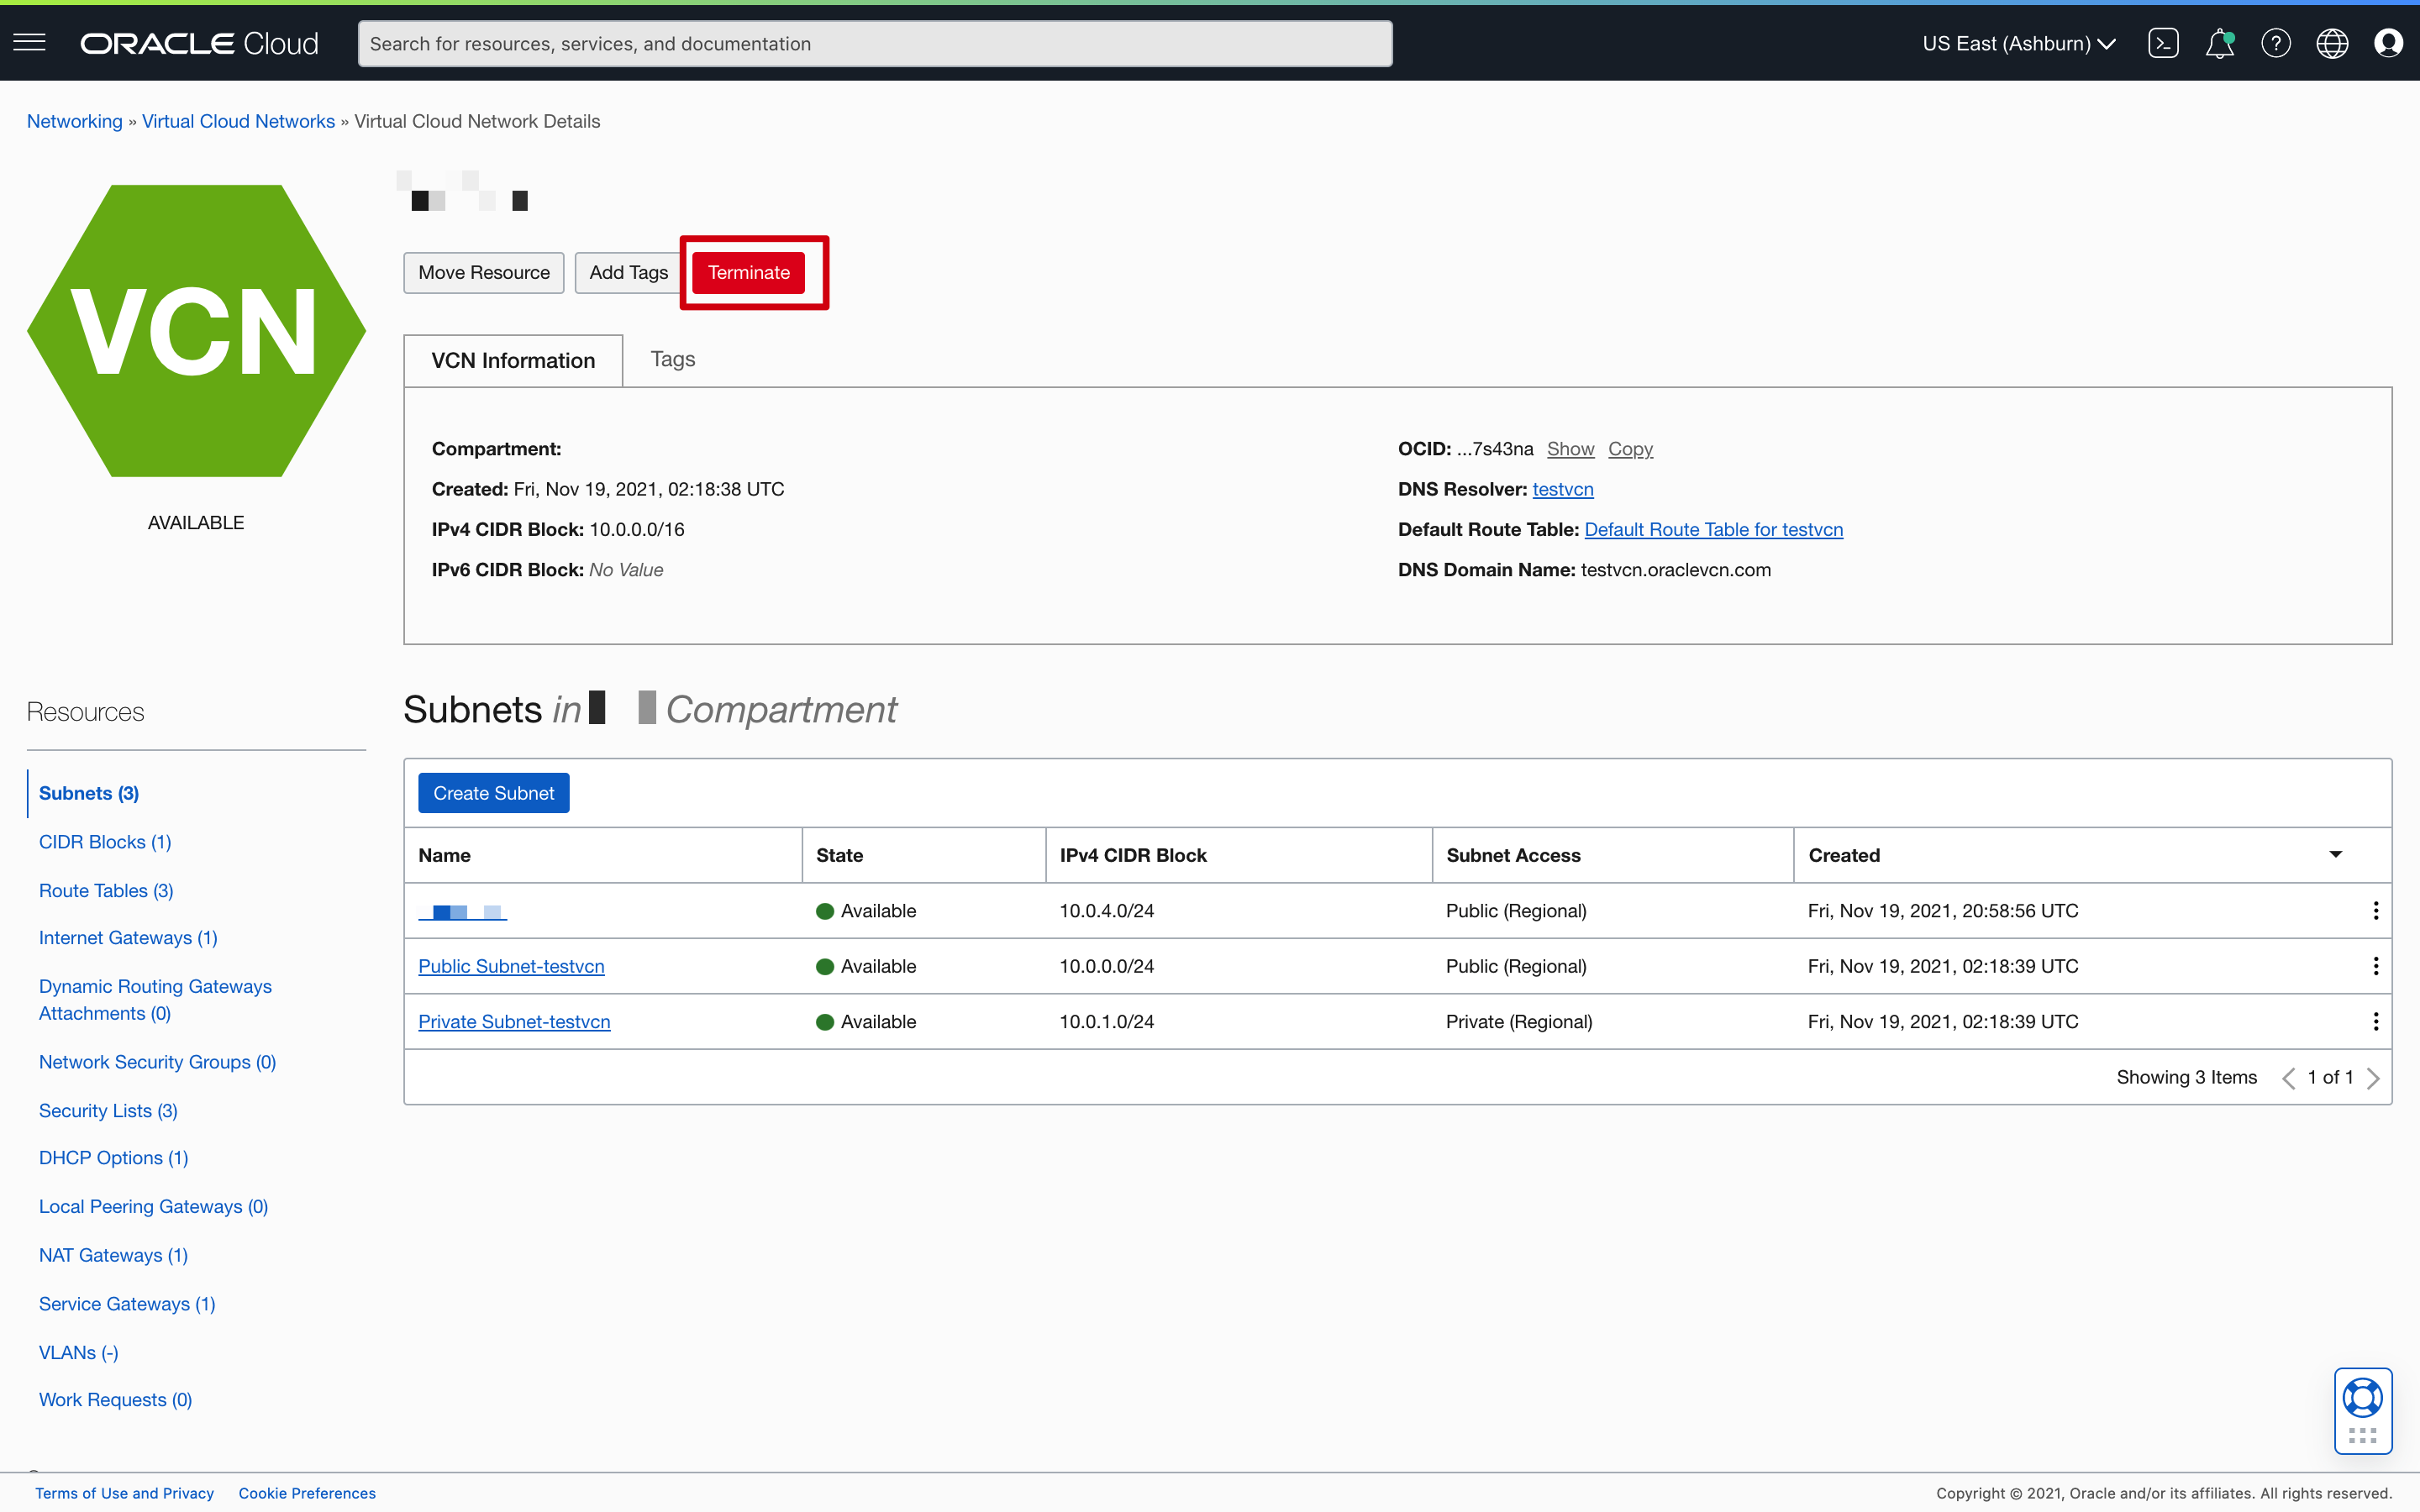 ORACLE Cloud
Search for resources, services, and documentation
US East (Ashburn)
Networking » Virtual Cloud Networks » Virtual Cloud Network Details
VCN
AVAILABLE
Move Resource
Add Tags
Terminate
VCN Information
Tags
Compartment:
Created: Fri, Nov 19, 2021, 02:18:38 UTC
IPv4 CIDR Block: 10.0.0.0/16
IPv6 CIDR Block: No Value
OCID: ...7s43na Show Copy
DNS Resolver: testvcn
Default Route Table: Default Route Table for testvcn
DNS Domain Name: testvcn.oraclevcn.com
Resources
Subnets (3)
CIDR Blocks (1)
Route Tables (3)
Internet Gateways (1)
Dynamic Routing Gateways
Attachments (0)
Network Security Groups (0)
Security Lists (3)
DHCP Options (1)
Local Peering Gateways (0)
NAT Gateways (1)
Service Gateways (1)
VLANs (-)
Work Requests (0)
Subnets in Compartment
Create Subnet
Name State IPv4 CIDR Block Subnet Access Created
Available 10.0.4.0/24 Public (Regional) Fri, Nov 19, 2021, 20:58:56 UTC
Public Subnet-testvcn Available 10.0.0.0/24 Public (Regional) Fri, Nov 19, 2021, 02:18:39 UTC
Private Subnet-testvcn Available 10.0.1.0/24 Private (Regional) Fri, Nov 19, 2021, 02:18:39 UTC
Showing 3 Items 1 of 1
Terms of Use and Privacy Cookie Preferences
Copyright © 2021, Oracle and/or its affiliates. All rights reserved.